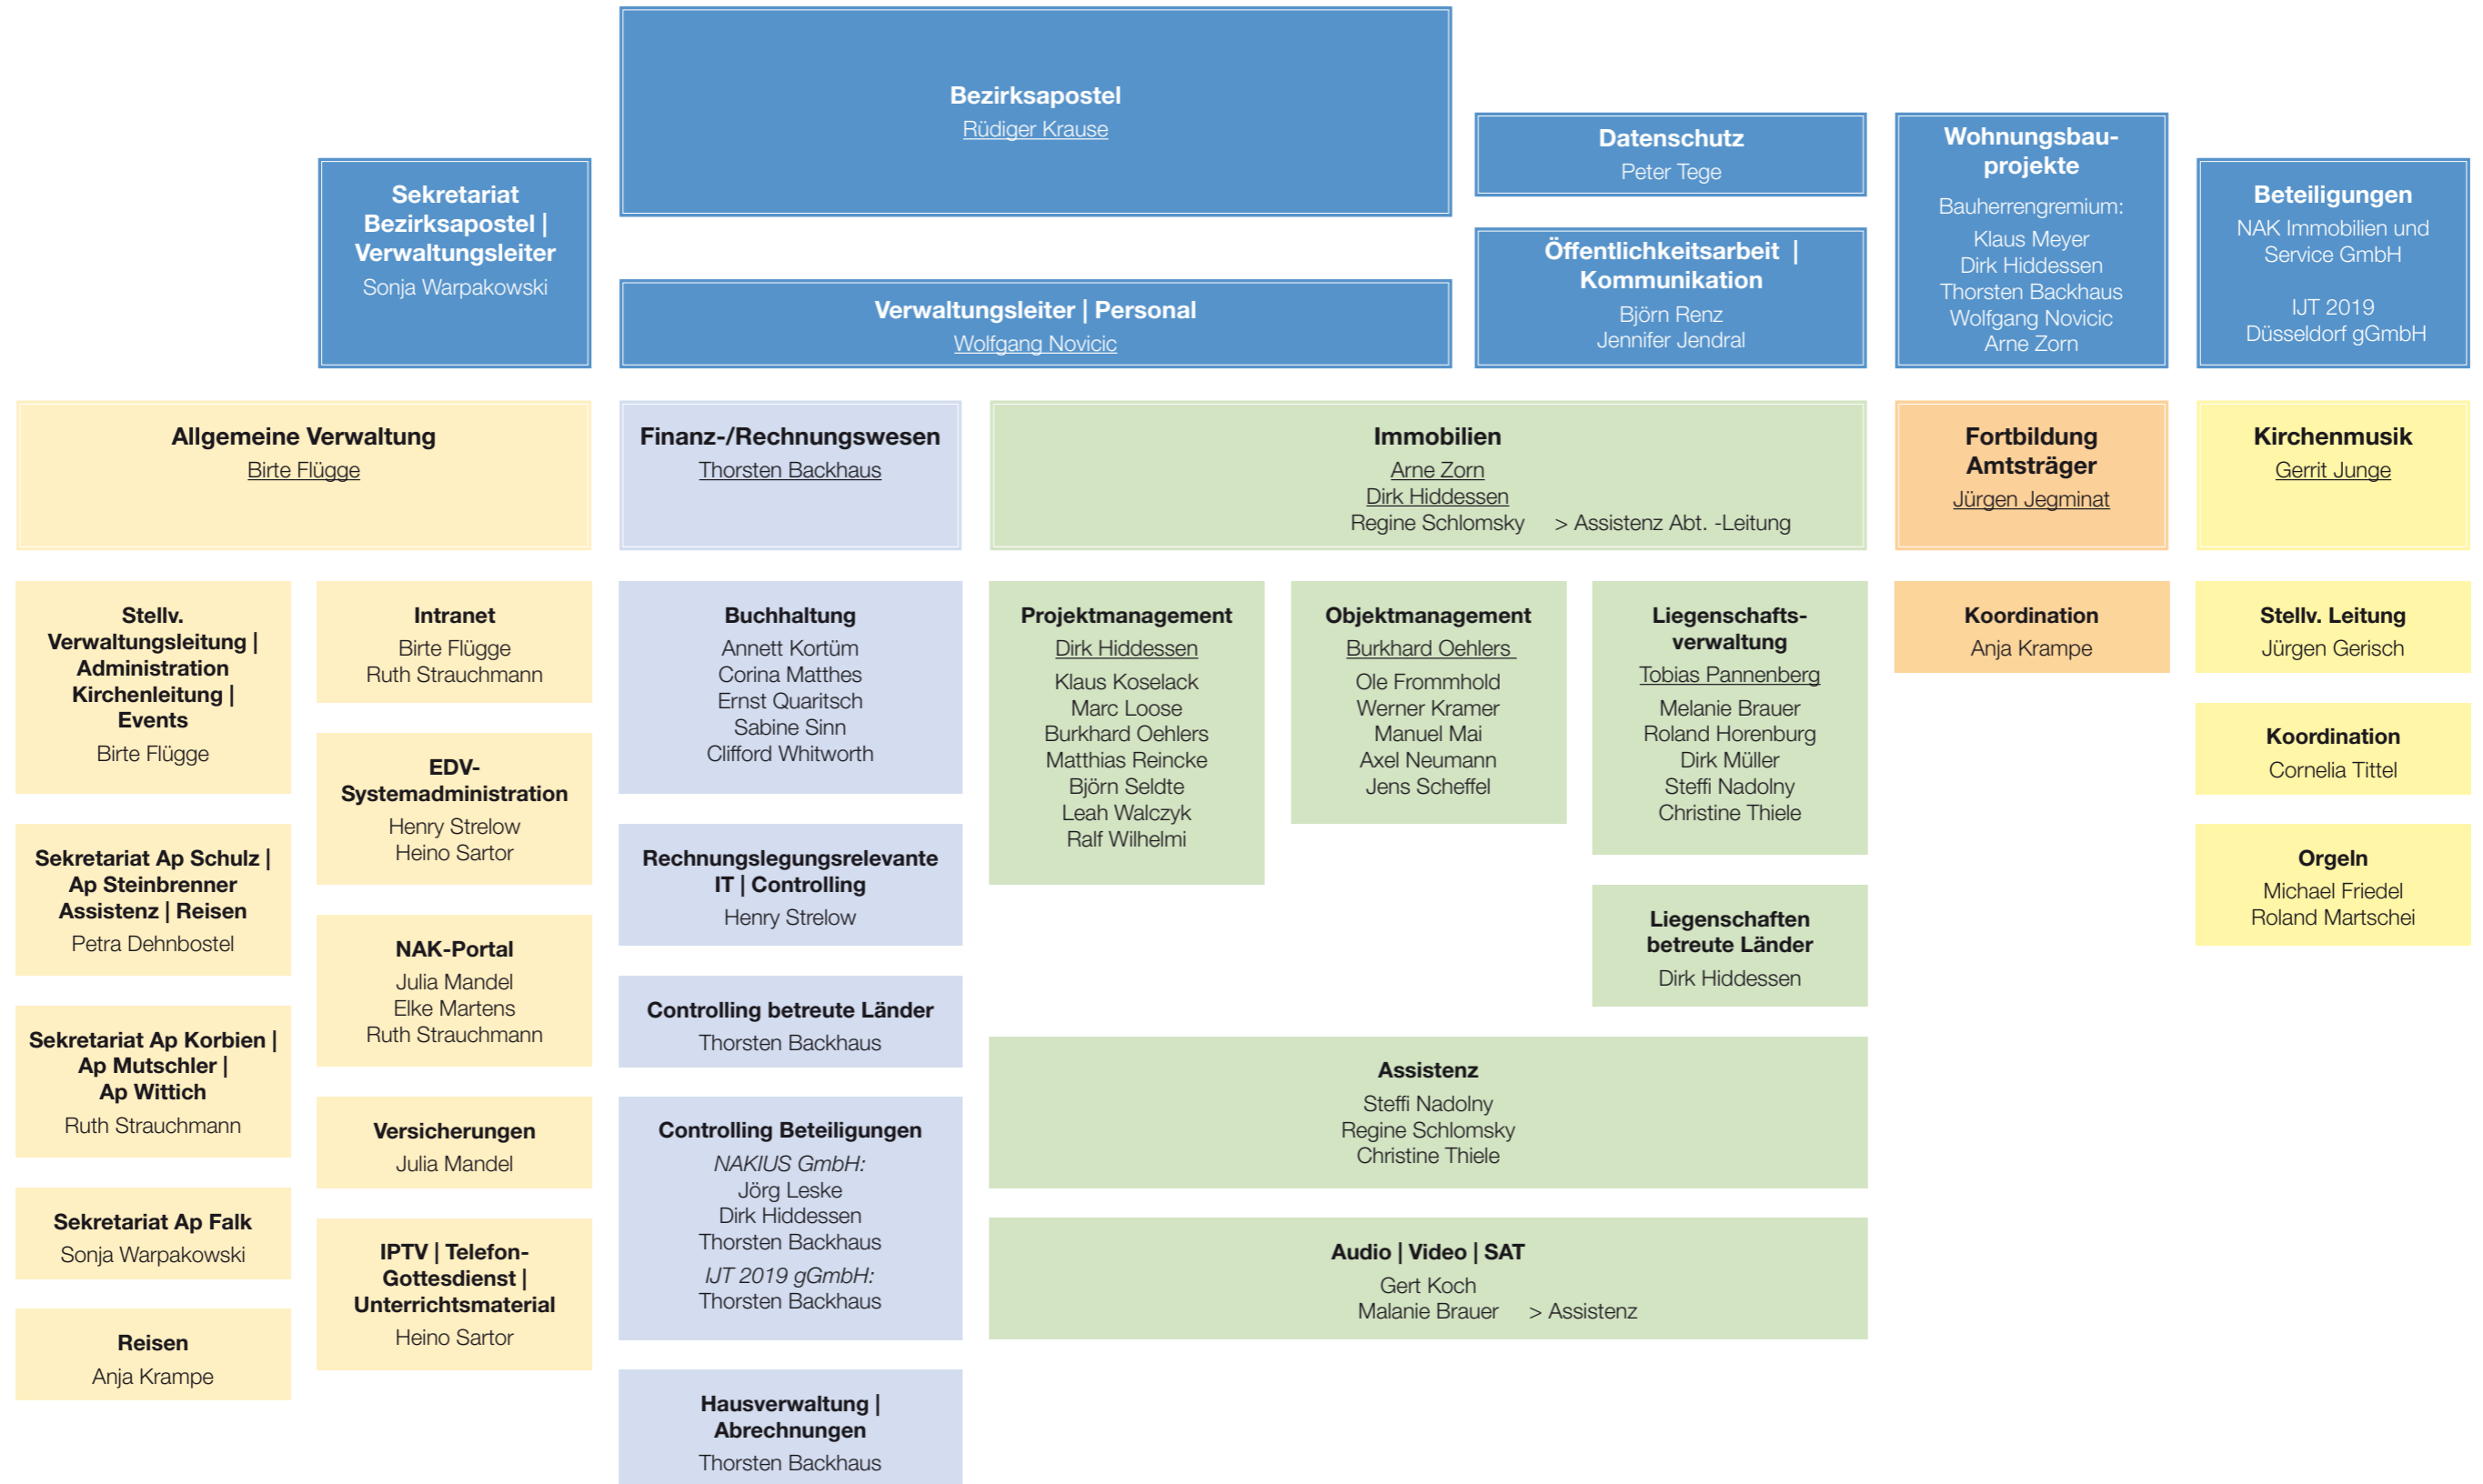 Bezirksapostel
Rüdiger Krause
Sekretariat
Bezirksapostel |
Verwaltungsleiter
Sonja Warpakowski
Verwaltungsleiter | Personal
Wolfgang Novicic
Datenschutz
Peter Tege
Öffentlichkeitsarbeit |
Kommunikation
Björn Renz
Jennifer Jendral
Wohnungsbau-
projekte
Bauherrengremium:
Klaus Meyer
Dirk Hiddessen
Thorsten Backhaus
Wolfgang Novicic
Arne Zorn
Beteiligungen
NAK Immobilien und
Service GmbH
IJT 2019
Düsseldorf gGmbH
Allgemeine Verwaltung
Birte Flügge
Finanz-/Rechnungswesen
Thorsten Backhaus
Immobilien
Arne Zorn
Dirk Hiddessen
Regine Schlomsky > Assistenz Abt. -Leitung
Fortbildung
Amtsträger
Jürgen Jegminat
Kirchenmusik
Gerrit Junge
Stellv.
Verwaltungsleitung |
Administration
Kirchenleitung |
Events
Birte Flügge
Sekretariat Ap Schulz |
Ap Steinbrenner
Assistenz | Reisen
Petra Dehnbostel
Sekretariat Ap Korbien |
Ap Mutschler |
Ap Wittich
Ruth Strauchmann
Sekretariat Ap Falk
Sonja Warpakowski
Reisen
Anja Krampe
Intranet
Birte Flügge
Ruth Strauchmann
EDV-
Systemadministration
Henry Strelow
Heino Sartor
NAK-Portal
Julia Mandel
Elke Martens
Ruth Strauchmann
Versicherungen
Julia Mandel
IPTV | Telefon-
Gottesdienst |
Unterrichtsmaterial
Heino Sartor
Buchhaltung
Annett Kortüm
Corina Matthes
Ernst Quaritsch
Sabine Sinn
Clifford Whitworth
Rechnungslegungsrelevante
IT | Controlling
Henry Strelow
Controlling betreute Länder
Thorsten Backhaus
Controlling Beteiligungen
NAKIUS GmbH:
Jörg Leske
Dirk Hiddessen
Thorsten Backhaus
IJT 2019 gGmbH:
Thorsten Backhaus
Hausverwaltung |
Abrechnungen
Thorsten Backhaus
Projektmanagement
Dirk Hiddessen
Klaus Koselack
Marc Loose
Burkhard Oehlers
Matthias Reincke
Björn Seldte
Leah Walczyk
Ralf Wilhelmi
Objektmanagement
Burkhard Oehlers
Ole Frommhold
Werner Kramer
Manuel Mai
Axel Neumann
Jens Scheffel
Liegenschafts-
verwaltung
Tobias Pannenberg
Melanie Brauer
Roland Horenburg
Dirk Müller
Steffi Nadolny
Christine Thiele
Liegenschaften
betreute Länder
Dirk Hiddessen
Assistenz
Steffi Nadolny
Regine Schlomsky
Christine Thiele
Audio | Video | SAT
Gert Koch
Malanie Brauer > Assistenz
Koordination
Anja Krampe
Stellv. Leitung
Jürgen Gerisch
Koordination
Cornelia Tittel
Orgeln
Michael Friedel
Roland Martschei